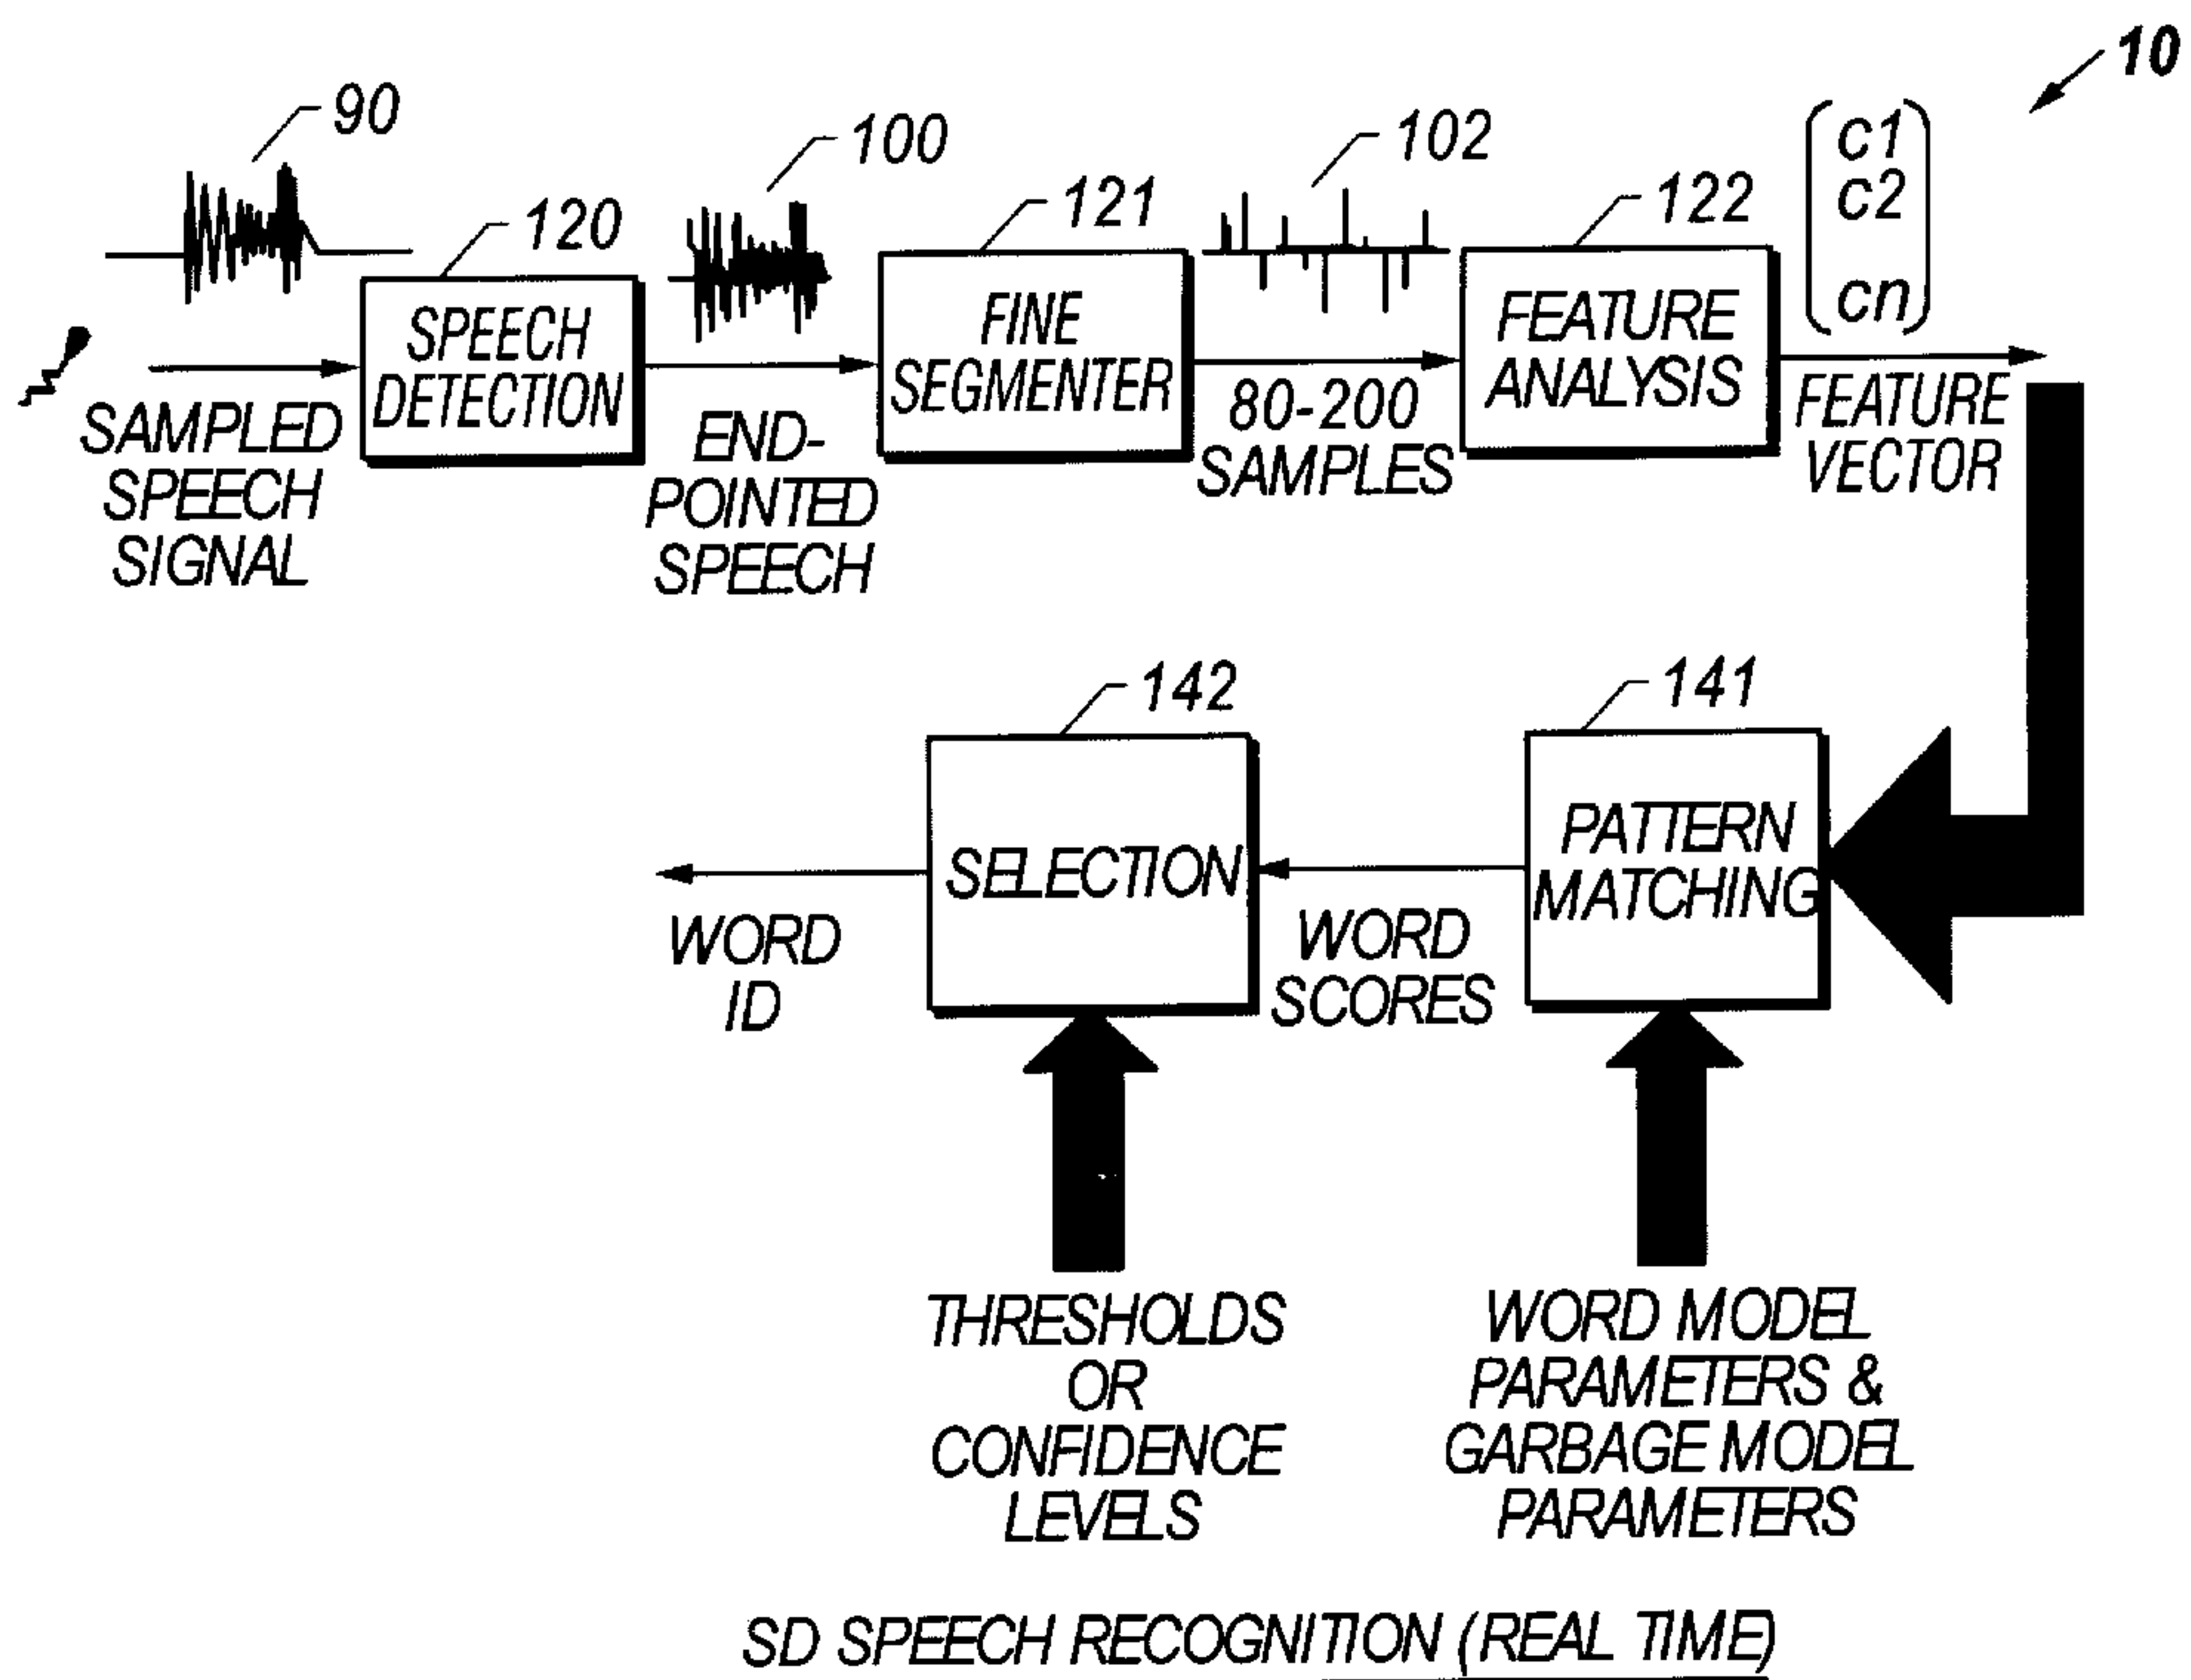 10
90
100
102
c1
c2
cn
120
121
122
SPEECH
DETECTION
FINE
SEGMENTER
FEATURE
ANALYSIS
SAMPLED
SPEECH
SIGNAL
END-
POINTED
SPEECH
80-200
SAMPLES
FEATURE
VECTOR
142
141
SELECTION
PATTERN
MATCHING
WORD
ID
WORD
SCORES
THRESHOLDS
OR
CONFIDENCE
LEVELS
WORD MODEL
PARAMETERS &
GARBAGE MODEL
PARAMETERS
SD SPEECH RECOGNITION (REAL TIME)